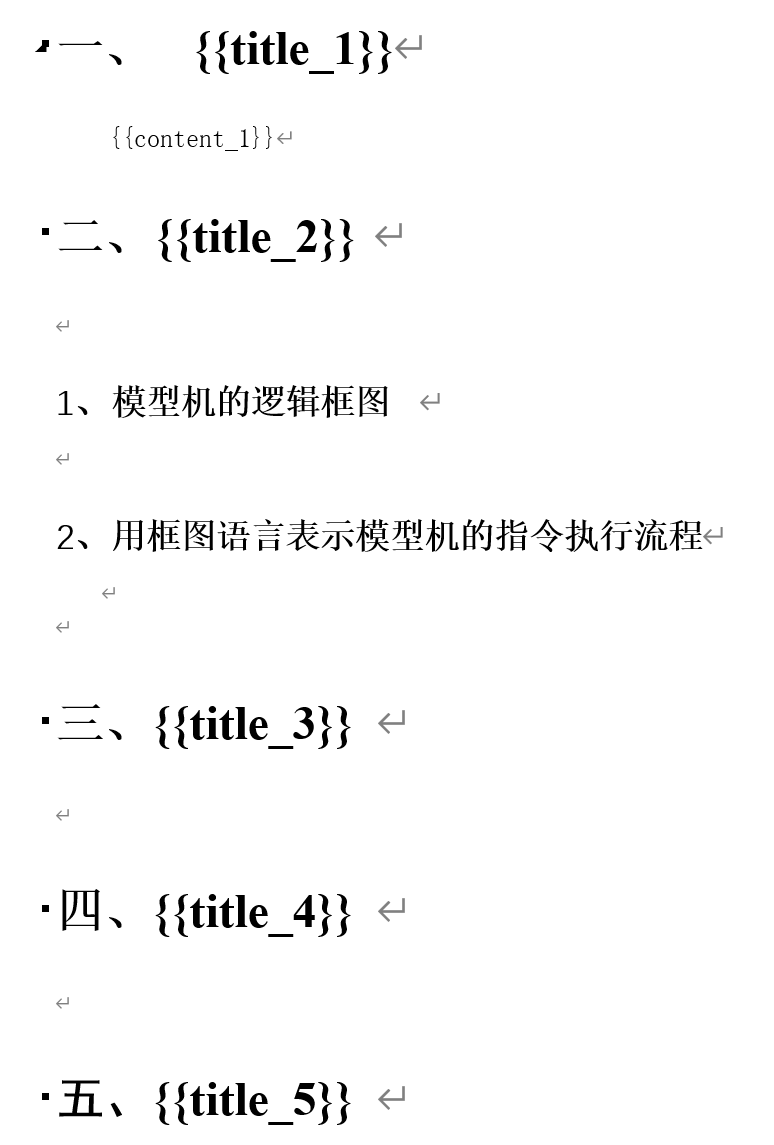 一、 {{title_1}}
{{content_1}}
二、{{title_2}}
1、模型机的逻辑框图
2、用框图语言表示模型机的指令执行流程
三、{{title_3}}
四、{{title_4}}
五、{{title_5}}